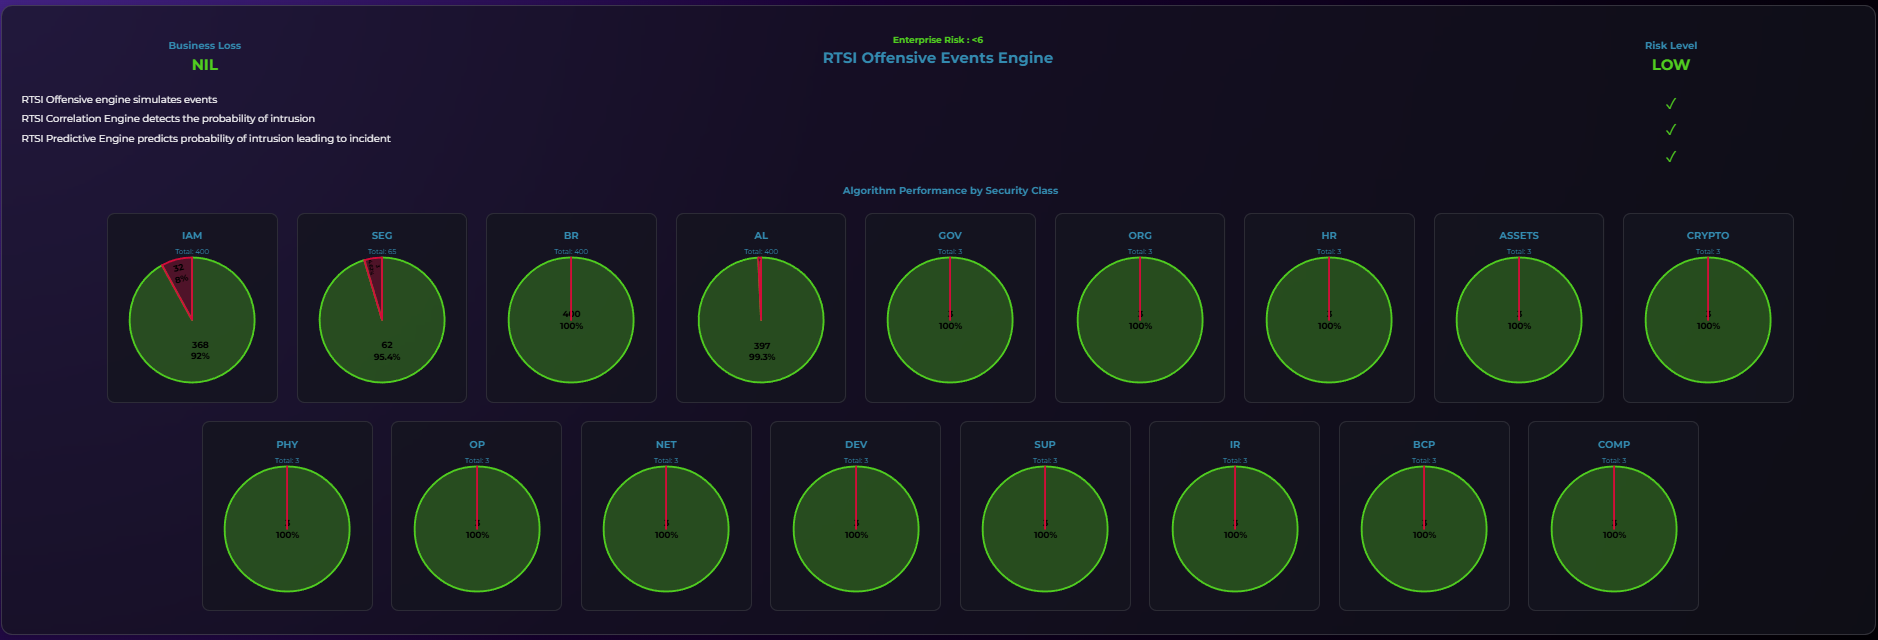 Business Loss
NIL
Enterprise Risk : <6
RTSI Offensive Events Engine
Risk Level
LOW
RTSI Offensive engine simulates events
RTSI Correlation Engine detects the probability of intrusion
RTSI Predictive Engine predicts probability of intrusion leading to incident
✓
✓
✓
Algorithm Performance by Security Class
IAM
Total: 400
32
8%
368
92%
SEG
Total: 65
62
95.4%
BR
Total: 400
400
100%
AL
Total: 400
397
99.3%
GOV
Total: 3
3
100%
ORG
Total: 3
3
100%
HR
Total: 3
3
100%
ASSETS
Total: 3
3
100%
CRYPTO
Total: 3
3
100%
PHY
Total: 3
3
100%
OP
Total: 3
3
100%
NET
Total: 3
3
100%
DEV
Total: 3
3
100%
SUP
Total: 3
3
100%
IR
Total: 3
3
100%
BCP
Total: 3
3
100%
COMP
Total: 3
3
100%